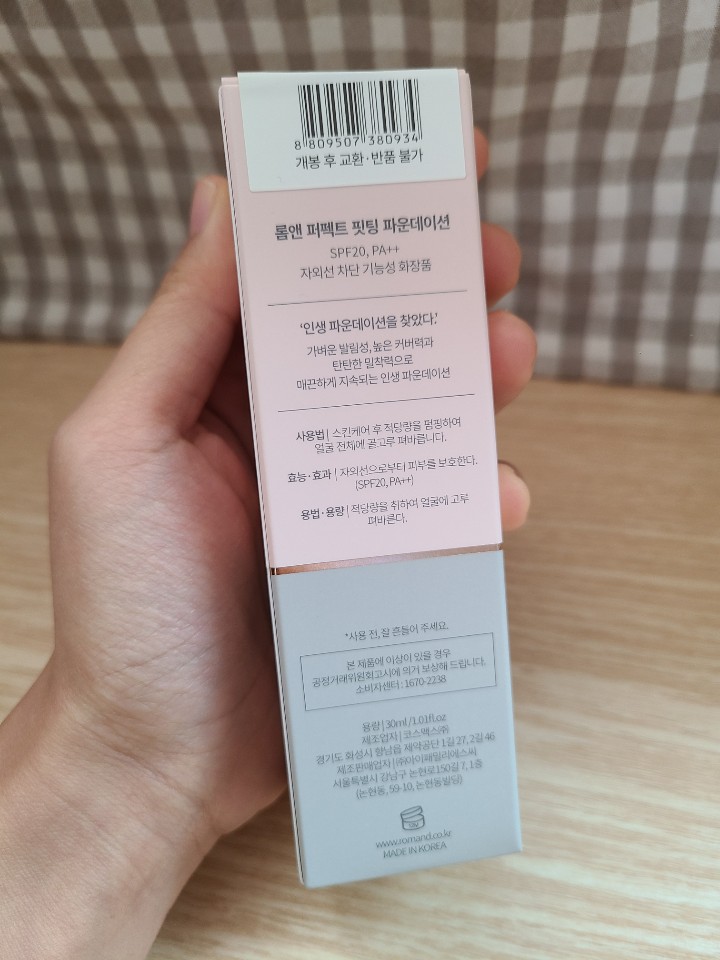 8 809507 380934
개봉 후 교환·반품 불가
롬앤 퍼펙트 핏팅 파운데이션
SPF20, PA++
자외선 차단 기능성 화장품
‘인생 파운데이션을 찾았다.’
가벼운 발림성, 높은 커버력과
탄탄한 밀착력으로
매끈하게 지속되는 인생 파운데이션
사용법 | 스킨케어 후 적당량을 펌핑하여
얼굴 전체에 골고루 펴바릅니다.
효능·효과 | 자외선으로부터 피부를 보호한다.
(SPF20, PA++)
용법·용량 | 적당량을 취하여 얼굴에 고루
펴바른다.
*사용 전, 잘 흔들어 주세요.
본 제품에 이상이 있을 경우
공정거래위원회고시에 의거 보상해 드립니다.
소비자센터 : 1670-2238
용량 | 30ml / 1.01fl.oz
제조업자 | 코스맥스㈜
경기도 화성시 향남읍 제약공단 1길 27, 2길 46
제조판매업자 | ㈜아이패밀리에스씨
서울특별시 강남구 논현로150길 7, 1층
(논현동, 59-10, 논현동빌딩)
www.romand.co.kr
MADE IN KOREA